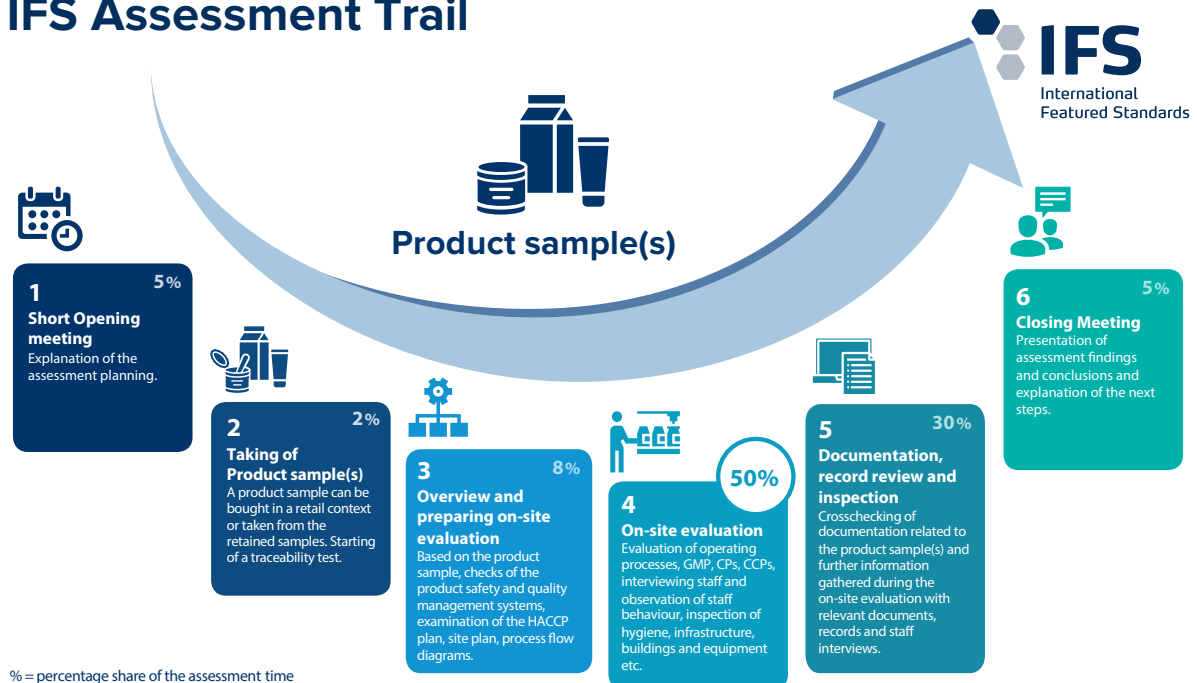 IFS Assessment Trail
IFS
International
Featured Standards
Product sample(s)
5%
1
Short Opening
meeting
Explanation of the
assessment planning.
2%
2
Taking of
Product sample(s)
A product sample can be
bought in a retail context
or taken from the
retained samples. Starting
of a traceability test.
8%
3
Overview and
preparing on-site
evaluation
Based on the product
sample, checks of the
product safety and quality
management systems,
examination of the HACCP
plan, site plan, process flow
diagrams.
50%
4
On-site evaluation
Evaluation of operating
processes, GMP, CPs, CCPs,
interviewing staff and
observation of staff
behaviour, inspection of
hygiene, infrastructure,
buildings and equipment
etc.
30%
5
Documentation,
record review and
inspection
Crosschecking of
documentation related to
the product sample(s) and
further information
gathered during the
on-site evaluation with
relevant documents,
records and staff
interviews.
5%
6
Closing Meeting
Presentation of
assessment findings
and conclusions and
explanation of the next
steps.
% = percentage share of the assessment time